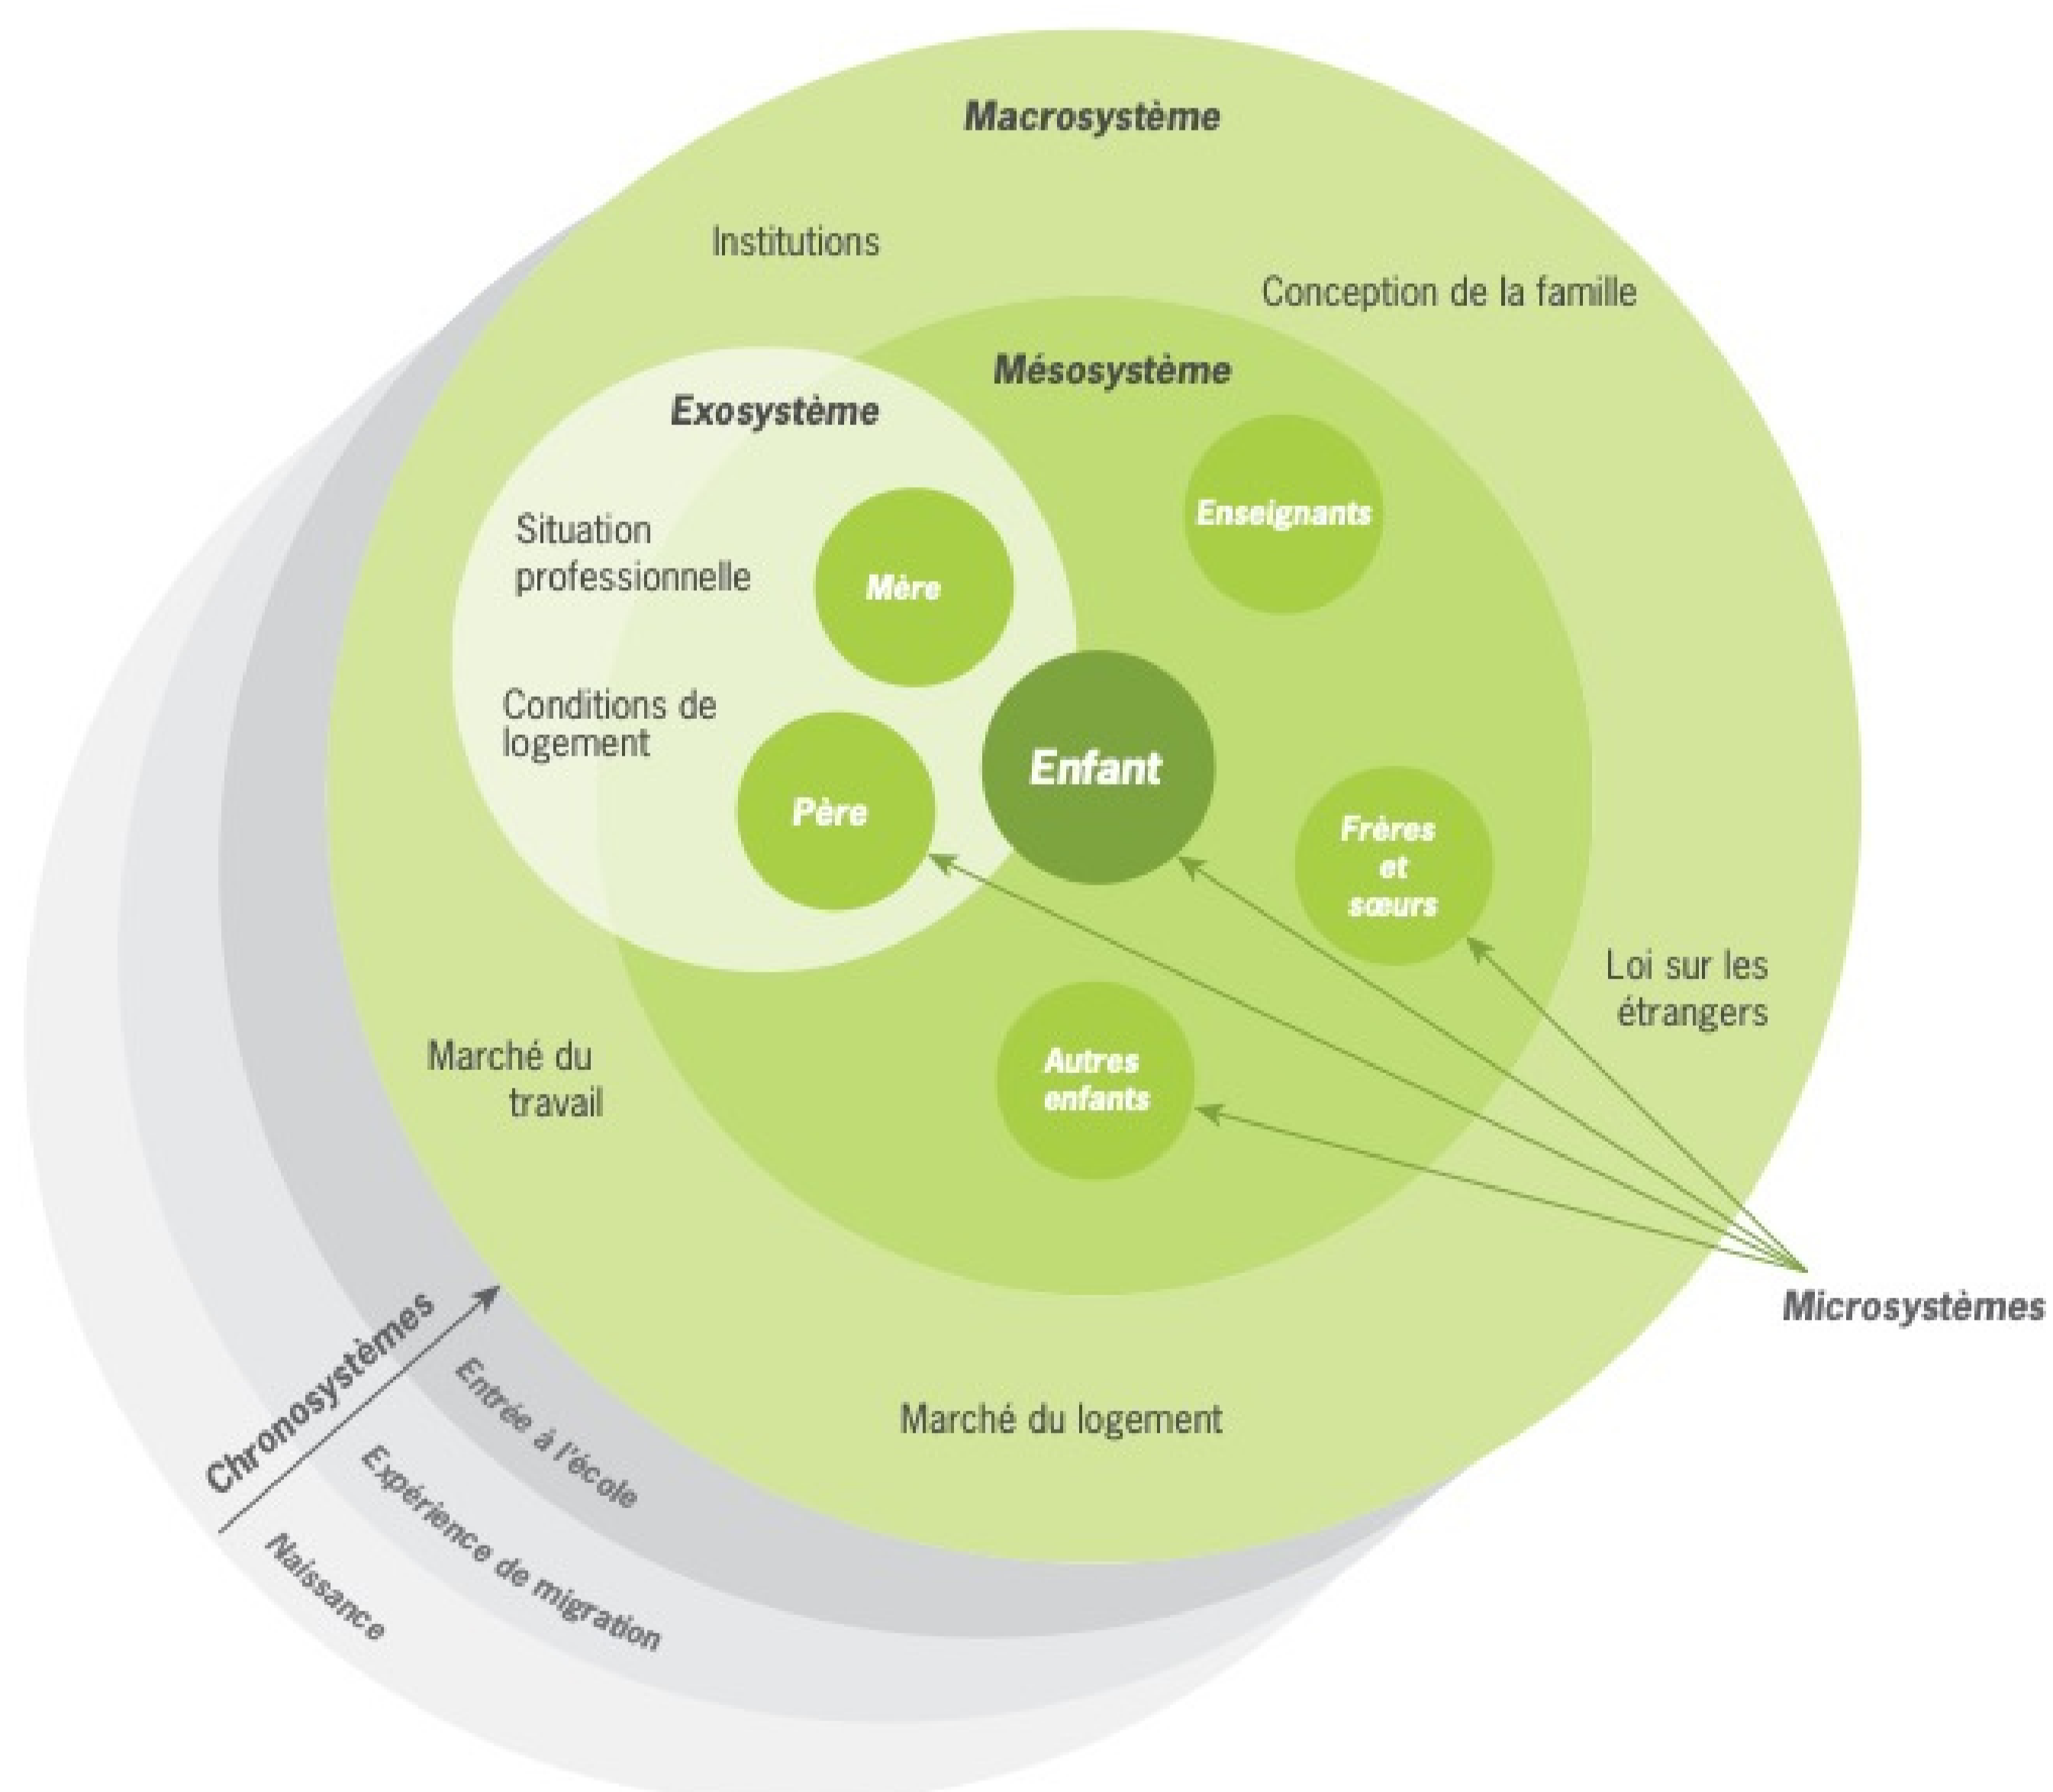 Macrosystème
Institutions
Conception de la famille
Mésosystème
Exosystème
Enseignants
Situation
professionnelle
Mère
Conditions de
logement
Enfant
Père
Frères
et
sœurs
Loi sur les
étrangers
Marché du
travail
Autres
enfants
Microsystèmes
Chronosystèmes
Entrée à l'école
Expérience de migration
Naissance
Marché du logement